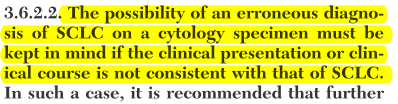 3.6.2.2. The possibility of an erroneous diagno-
sis of SCLC on a cytology specimen must be
kept in mind if the clinical presentation or clin-
ical course is not consistent with that of SCLC.
In such a case, it is recommended that further